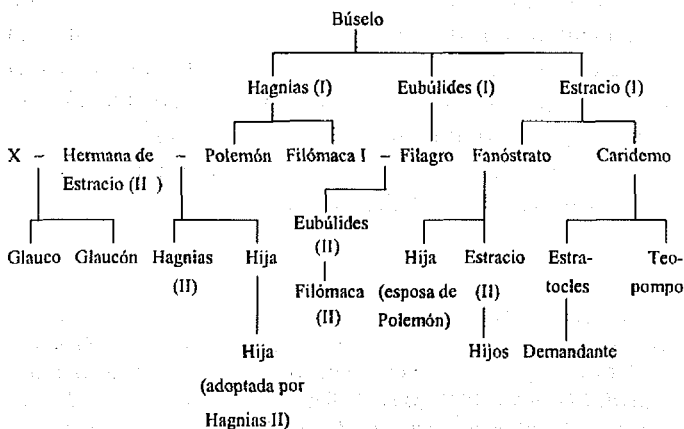 Búselo
Hagnías (I) Eubúlides (I) Estracio (I)
X – Hermana de – Polemón Filómaca I – Filagro Fanóstrato Caridemo
Estracio (II )
Eubúlides
Glauco Glaucón Hagnias Hija (II) Hija Estracio Estra- Teo-
(II) Filómaca (esposa de (II) tocles pompo
(II) Polemón)
Hija Hijos Demandante
(adoptada por
Hagnias II)